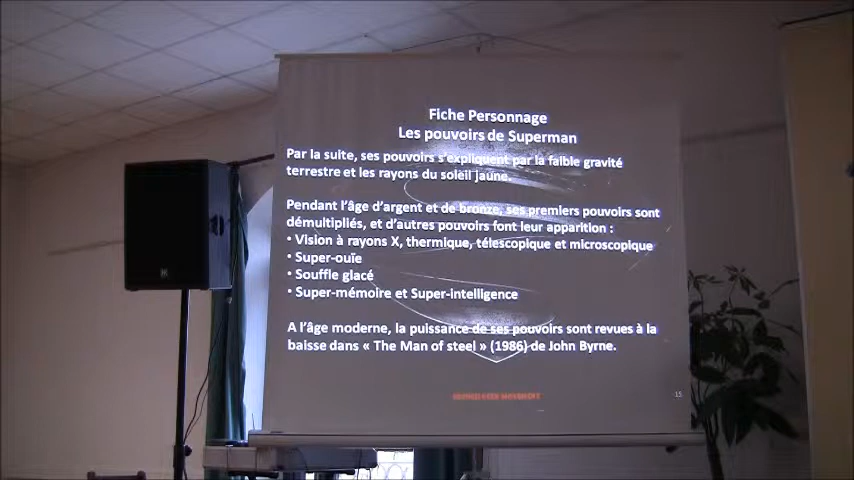 Fiche Personnage
Les pouvoirs de Superman
Par la suite, ses pouvoirs s'expliquent par la faible gravité
terrestre et les rayons du soleil jaune.
Pendant l'âge d'argent et de bronze, ses premiers pouvoirs sont
démultipliés, et d'autres pouvoirs font leur apparition :
• Vision à rayons X, thermique, télescopique et microscopique
• Super-ouïe
• Souffle glacé
• Super-mémoire et Super-intelligence
A l'âge moderne, la puissance de ses pouvoirs sont revues à la
baisse dans « The Man of steel » (1986) de John Byrne.
MOVEMENT
15